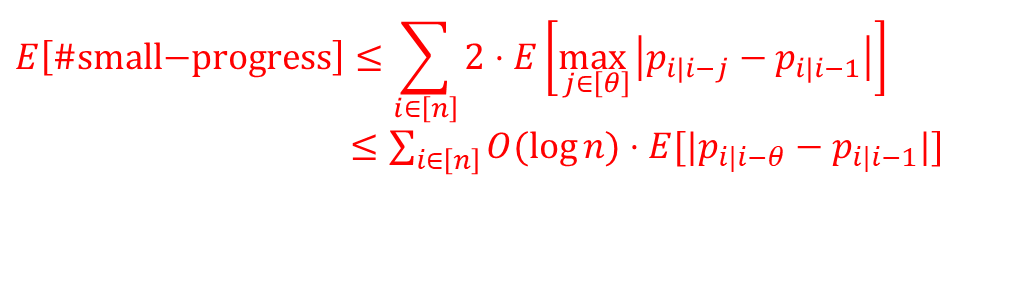 E[#small−progress] ≤ ∑_{i∈[n]} 2 · E [max_{j∈[θ]} |p_{i|i−j} − p_{i|i−1}|]
≤ ∑_{i∈[n]} O(log n) · E[|p_{i|i−θ} − p_{i|i−1}|]